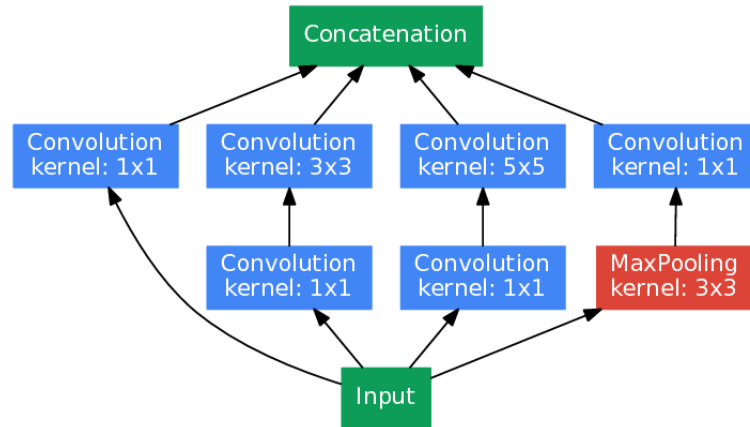 Concatenation
Convolution
kernel: 1x1
Convolution
kernel: 3x3
Convolution
kernel: 5x5
Convolution
kernel: 1x1
Convolution
kernel: 1x1
Convolution
kernel: 1x1
MaxPooling
kernel: 3x3
Input